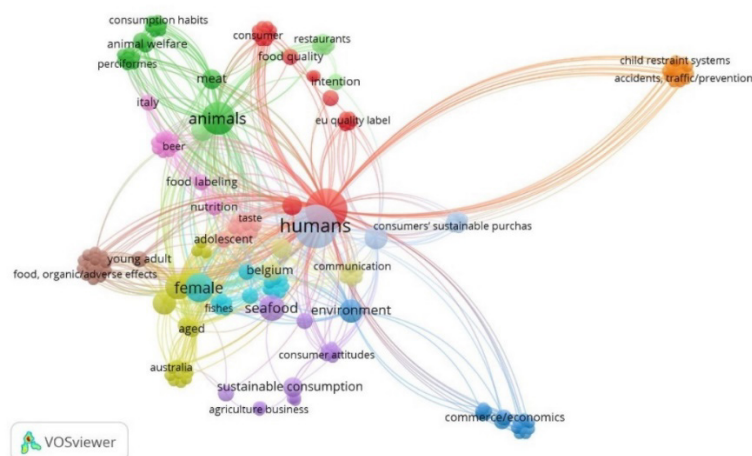 consumption habits
animal welfare
perciformes
meat
consumer
food quality
restaurants
intention
eu quality label
child restraint systems
accidents, traffic/prevention
italy
animals
beer
food labeling
nutrition
taste
humans
consumers' sustainable purchas
adolescent
young adult
food, organic/adverse effects
belgium
communication
female
fishes
seafood
environment
aged
consumer attitudes
australia
sustainable consumption
agriculture business
commerce/economics
VOSviewer